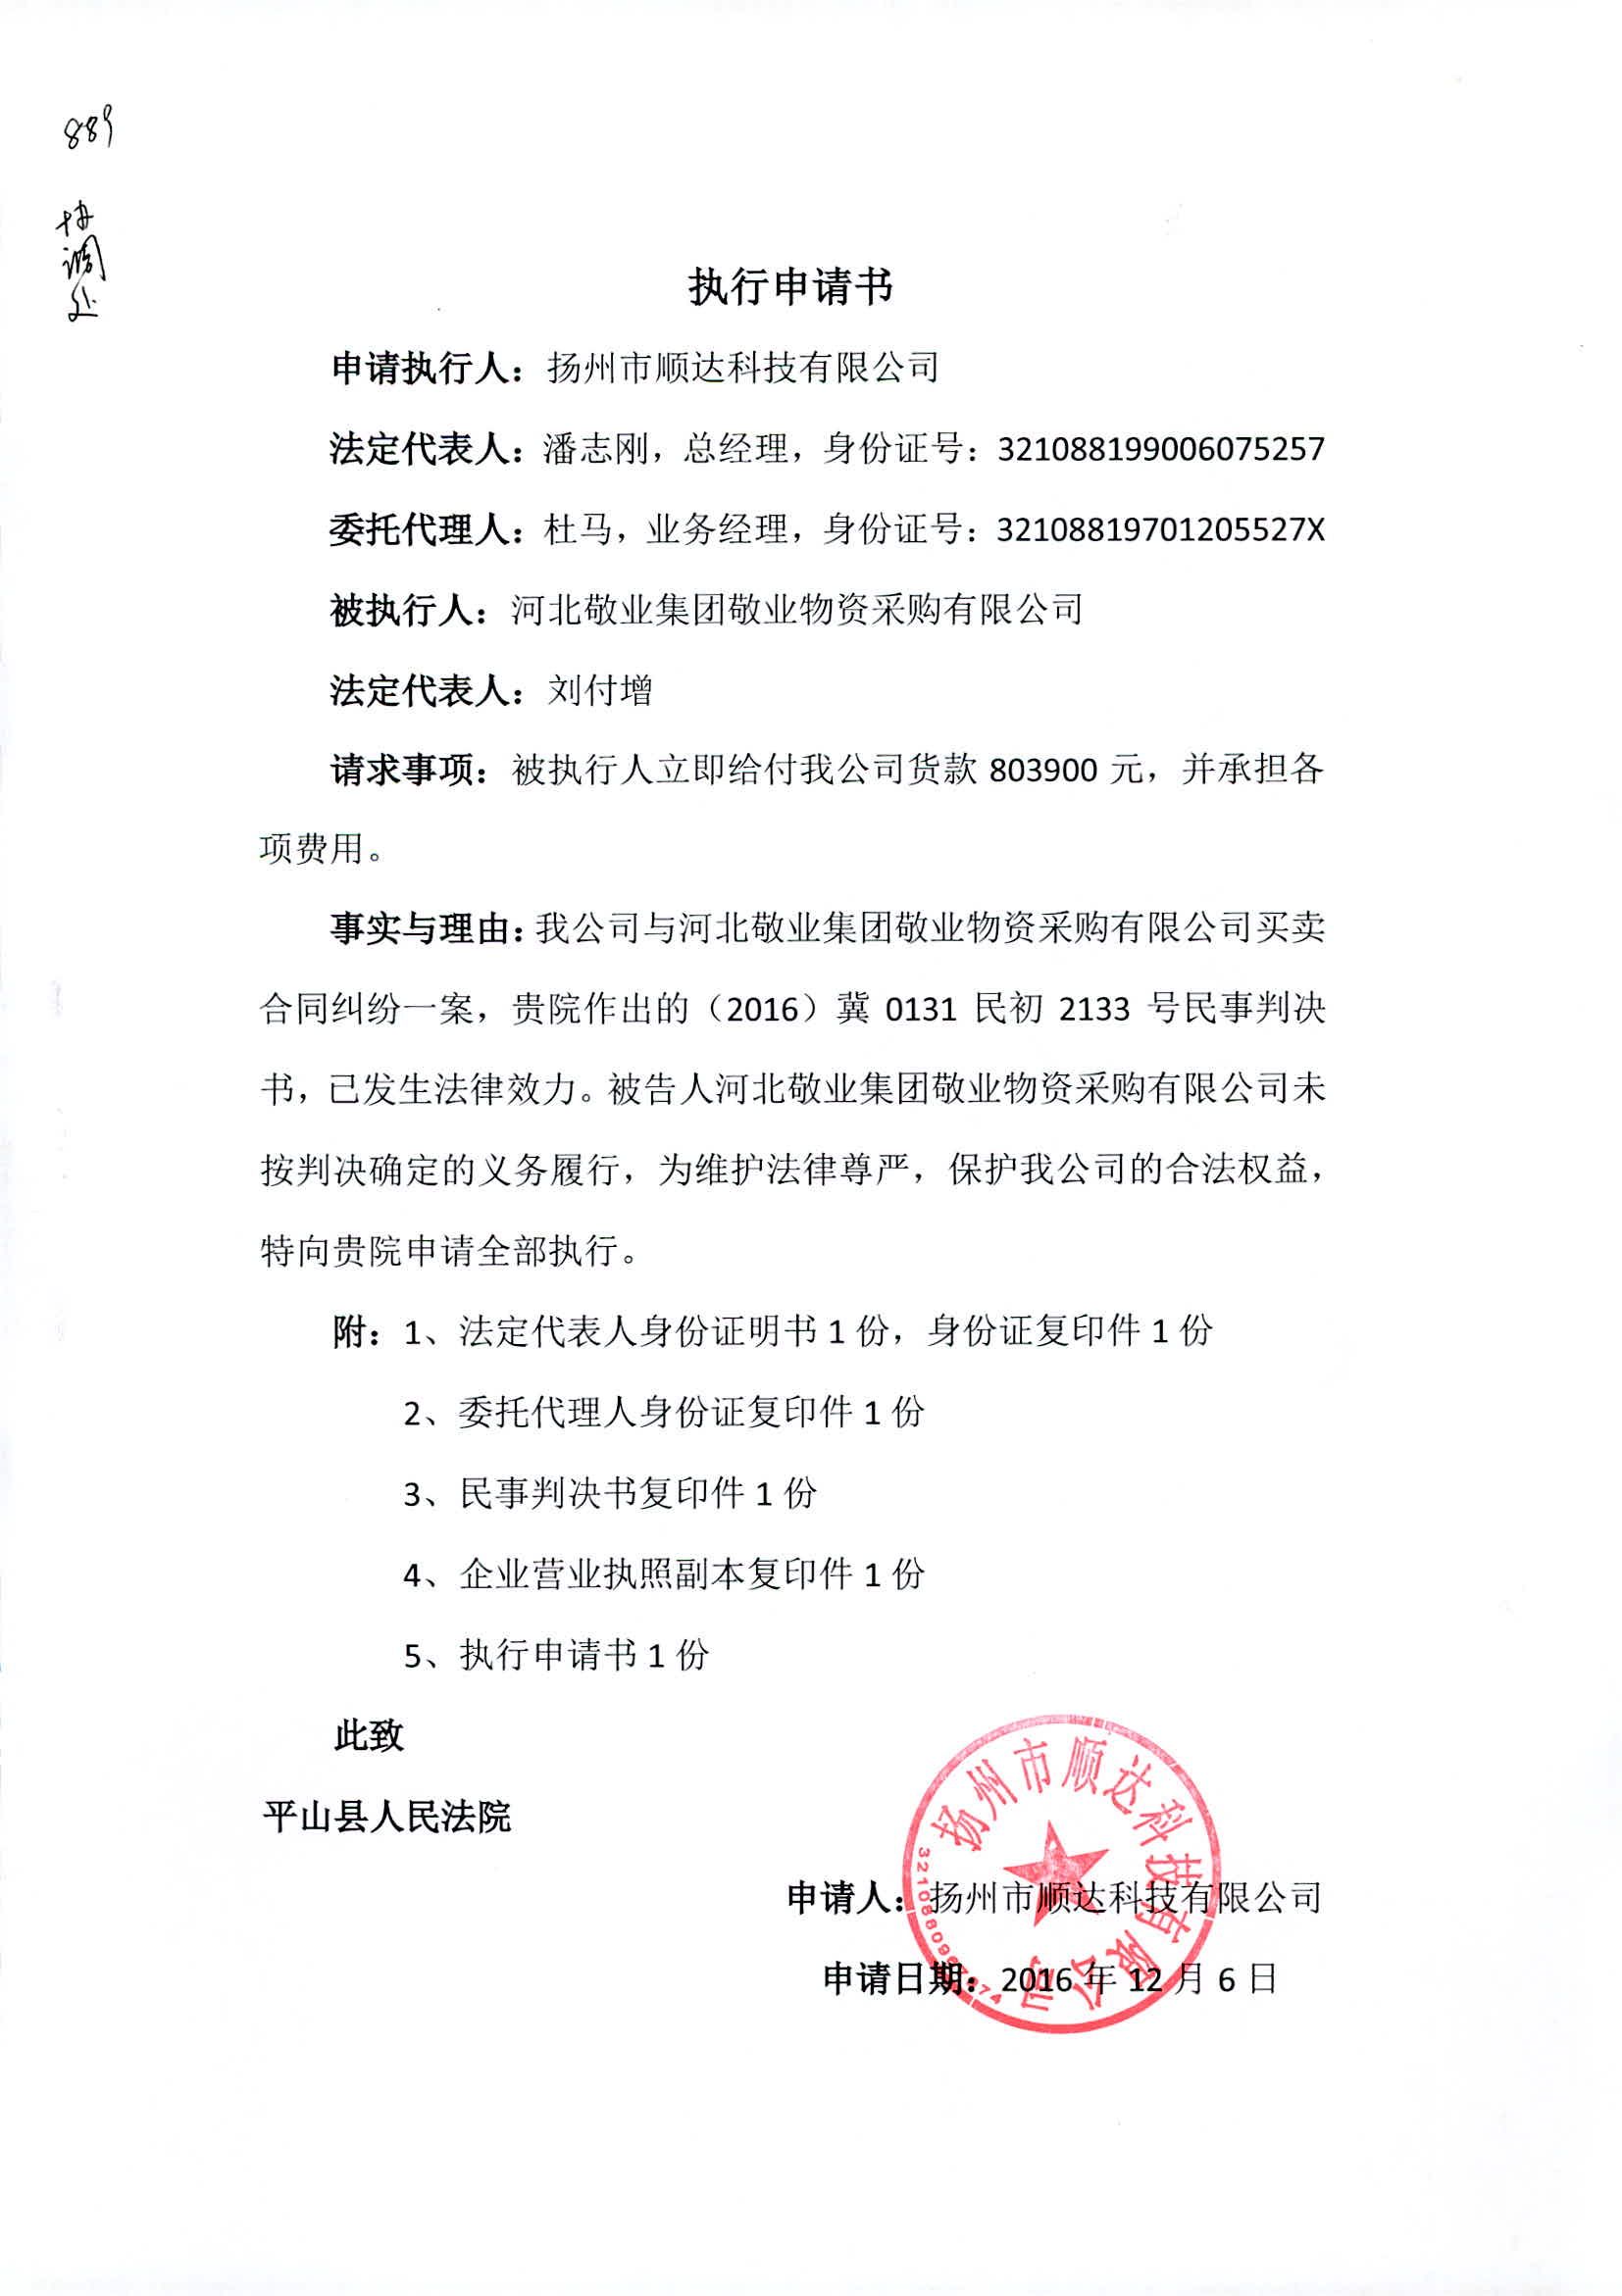 889
协调处
执行申请书
申请执行人：扬州市顺达科技有限公司
法定代表人：潘志刚，总经理，身份证号：321088199006075257
委托代理人：杜马，业务经理，身份证号：32108819701205527X
被执行人：河北敬业集团敬业物资采购有限公司
法定代表人：刘付增
请求事项：被执行人立即给付我公司货款 803900 元，并承担各
项费用。
事实与理由：我公司与河北敬业集团敬业物资采购有限公司买卖
合同纠纷一案，贵院作出的（2016）冀 0131 民初 2133 号民事判决
书，已发生法律效力。被告人河北敬业集团敬业物资采购有限公司未
按判决确定的义务履行，为维护法律尊严，保护我公司的合法权益，
特向贵院申请全部执行。
附：1、法定代表人身份证明书 1 份，身份证复印件 1 份
2、委托代理人身份证复印件 1 份
3、民事判决书复印件 1 份
4、企业营业执照副本复印件 1 份
5、执行申请书 1 份
此致
平山县人民法院
扬州市顺达科技有限公司
申请人：扬州市顺达科技有限公司
申请日期：2016 年 12 月 6 日